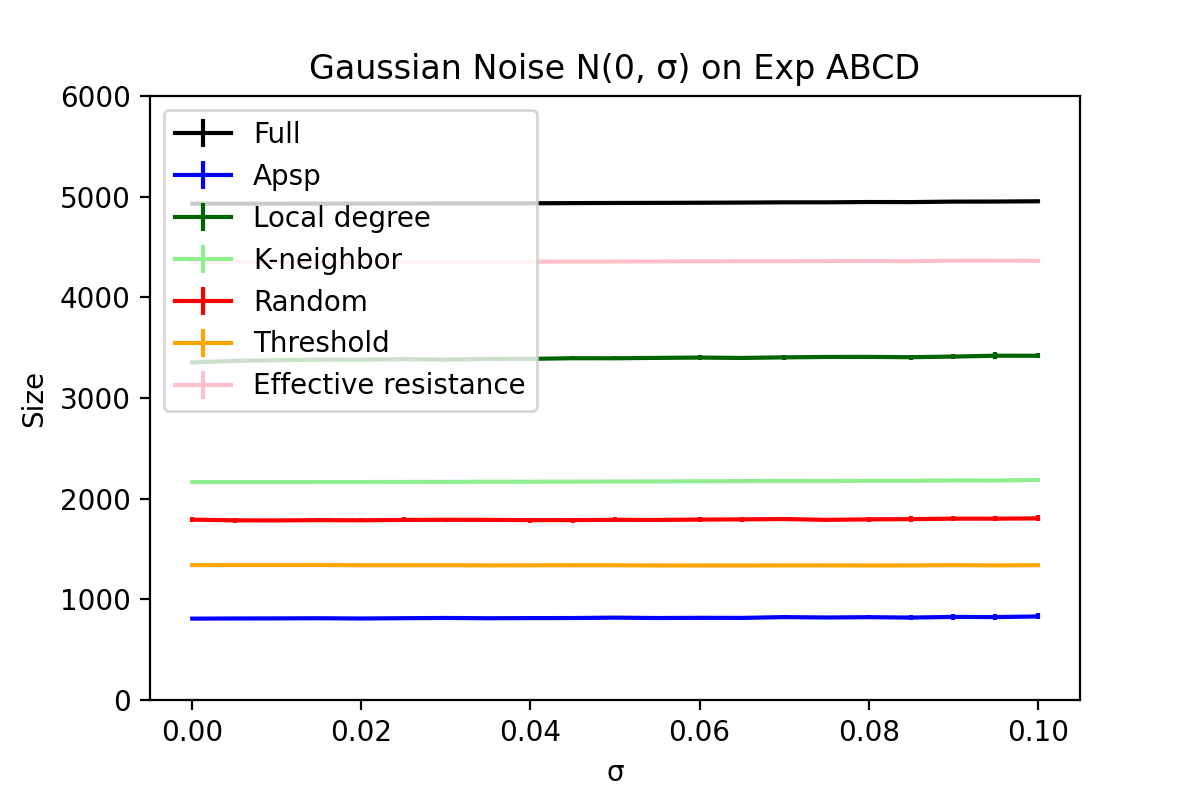 Gaussian Noise N(0, σ) on Exp ABCD
6000
5000
4000
3000
2000
1000
0
Size
Full
Apsp
Local degree
K-neighbor
Random
Threshold
Effective resistance
0.00 0.02 0.04 0.06 0.08 0.10
σ